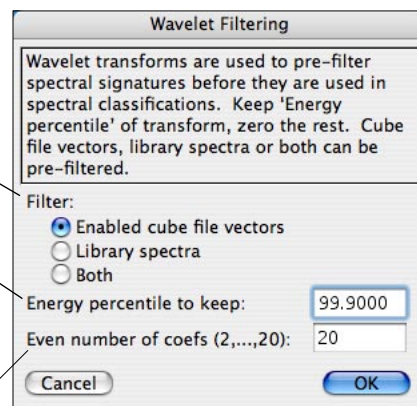 Wavelet Filtering
Wavelet transforms are used to pre-filter
spectral signatures before they are used in
spectral classifications. Keep 'Energy
percentile' of transform, zero the rest. Cube
file vectors, library spectra or both can be
pre-filtered.
Filter:
Enabled cube file vectors
Library spectra
Both
Energy percentile to keep: 99.9000
Even number of coefs (2,...,20): 20
Cancel OK